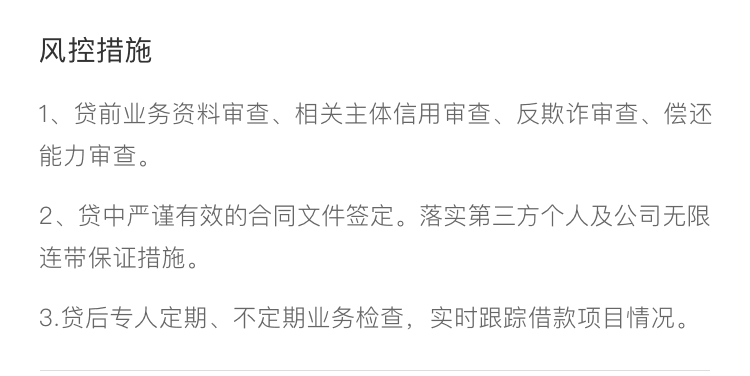 风控措施
1、贷前业务资料审查、相关主体信用审查、反欺诈审查、偿还
能力审查。
2、贷中严谨有效的合同文件签定。落实第三方个人及公司无限
连带保证措施。
3.贷后专人定期、不定期业务检查，实时跟踪借款项目情况。